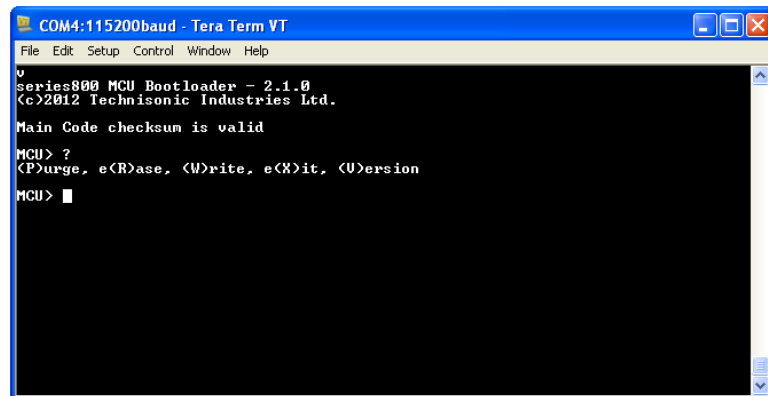 COM4:115200baud - Tera Term VT
File Edit Setup Control Window Help
v
series800 MCU Bootloader - 2.1.0
(c)2012 Technisonic Industries Ltd.
Main Code checksum is valid
MCU> ?
(P)urge, e(R)ase, (W)rite, e(X)it, (V)ersion
MCU>